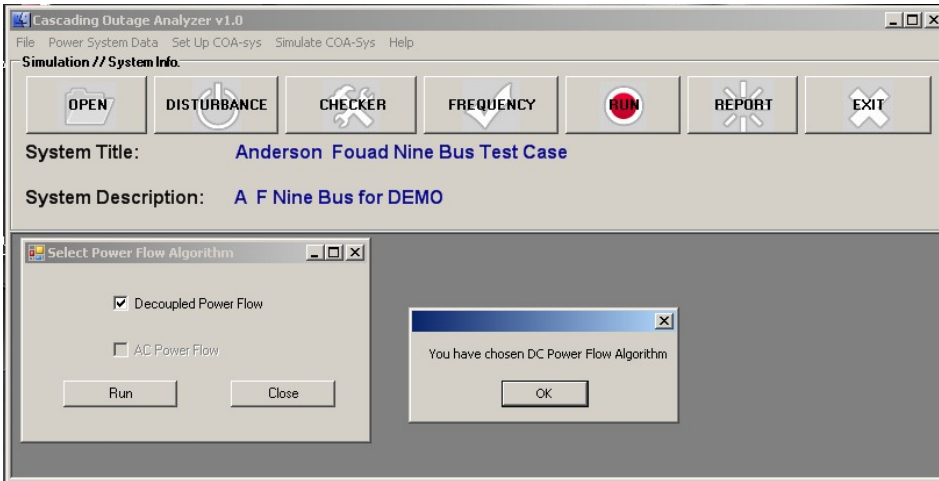 Cascading Outage Analyzer v1.0
File Power System Data Set Up COA-sys Simulate COA-Sys Help
Simulation // System Info.
OPEN DISTURBANCE CHECKER FREQUENCY RUN REPORT EXIT
System Title: Anderson Fouad Nine Bus Test Case
System Description: A F Nine Bus for DEMO
Select Power Flow Algorithm
Decoupled Power Flow
AC Power Flow
Run Close
You have chosen DC Power Flow Algorithm
OK